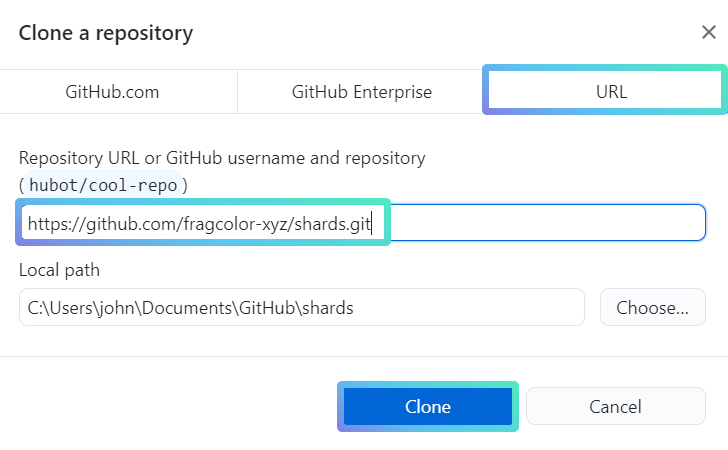 Clone a repository
GitHub.com
GitHub Enterprise
URL
Repository URL or GitHub username and repository
(hubot/cool-repo)
https://github.com/fragcolor-xyz/shards.git
Local path
C:\Users\john\Documents\GitHub\shards
Choose...
Clone
Cancel